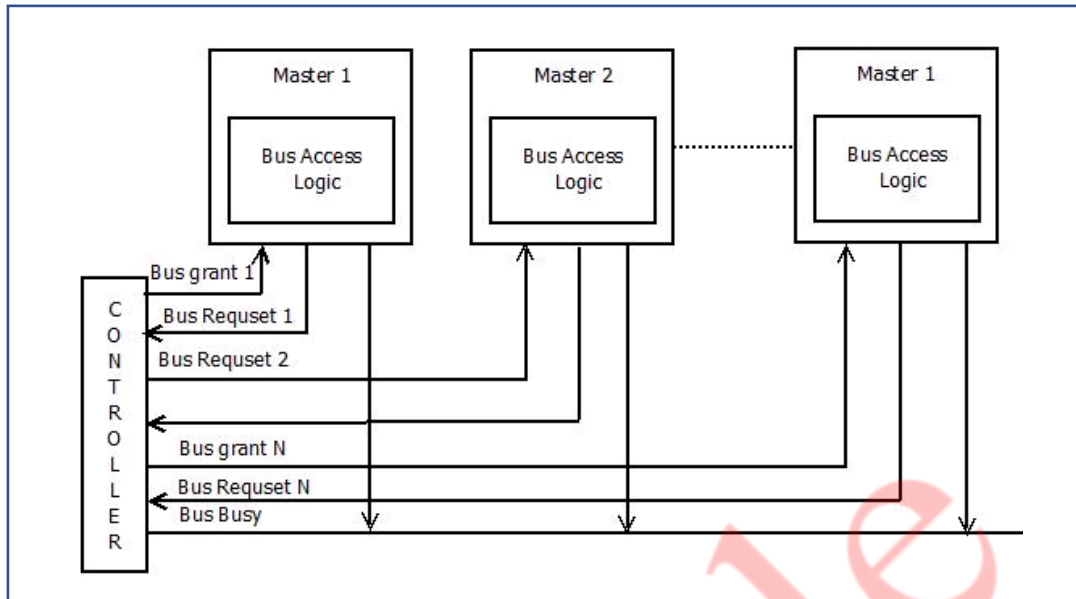 Master 1
Master 2
Master 1
Bus Access
Logic
Bus Access
Logic
Bus Access
Logic
Bus grant 1
Bus Requset 1
Bus Requset 2
Bus grant N
Bus Requset N
Bus Busy
C
O
N
T
R
O
L
L
E
R
le